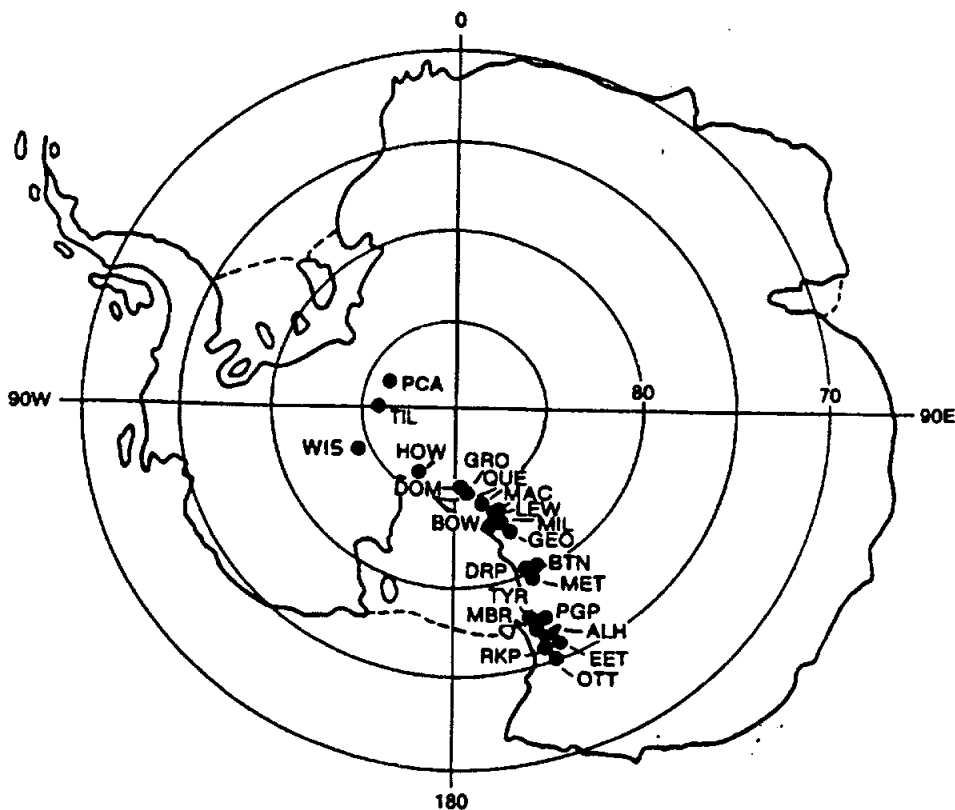 0
PCA
90W
80
70
90E
TIL
WIS
HOW
GRO
QUE
DOM
MAC
LEW
BOW
MIL
GEO
BTN
DRP
MET
TYR
PGP
MBR
ALH
RKP
EET
OTT
180